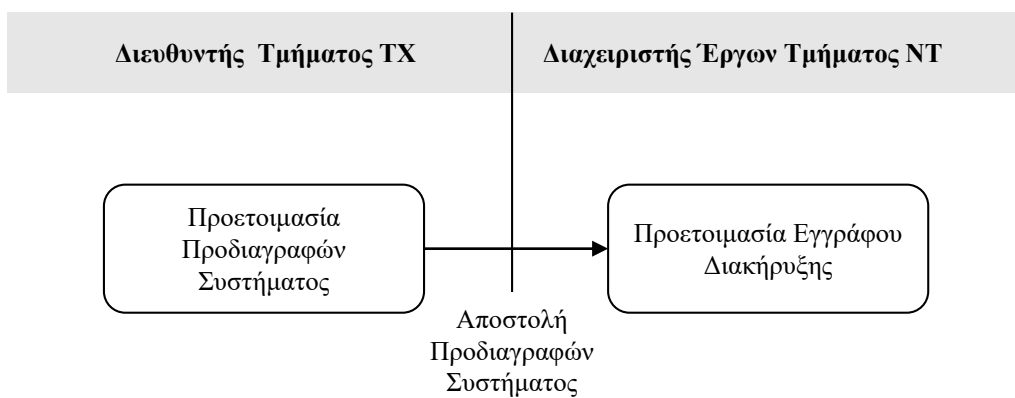 Διευθυντής Τμήματος ΤΧ
Διαχειριστής Έργων Τμήματος ΝΤ
Προετοιμασία
Προδιαγραφών
Συστήματος
Προετοιμασία Εγγράφου
Διακήρυξης
Αποστολή
Προδιαγραφών
Συστήματος